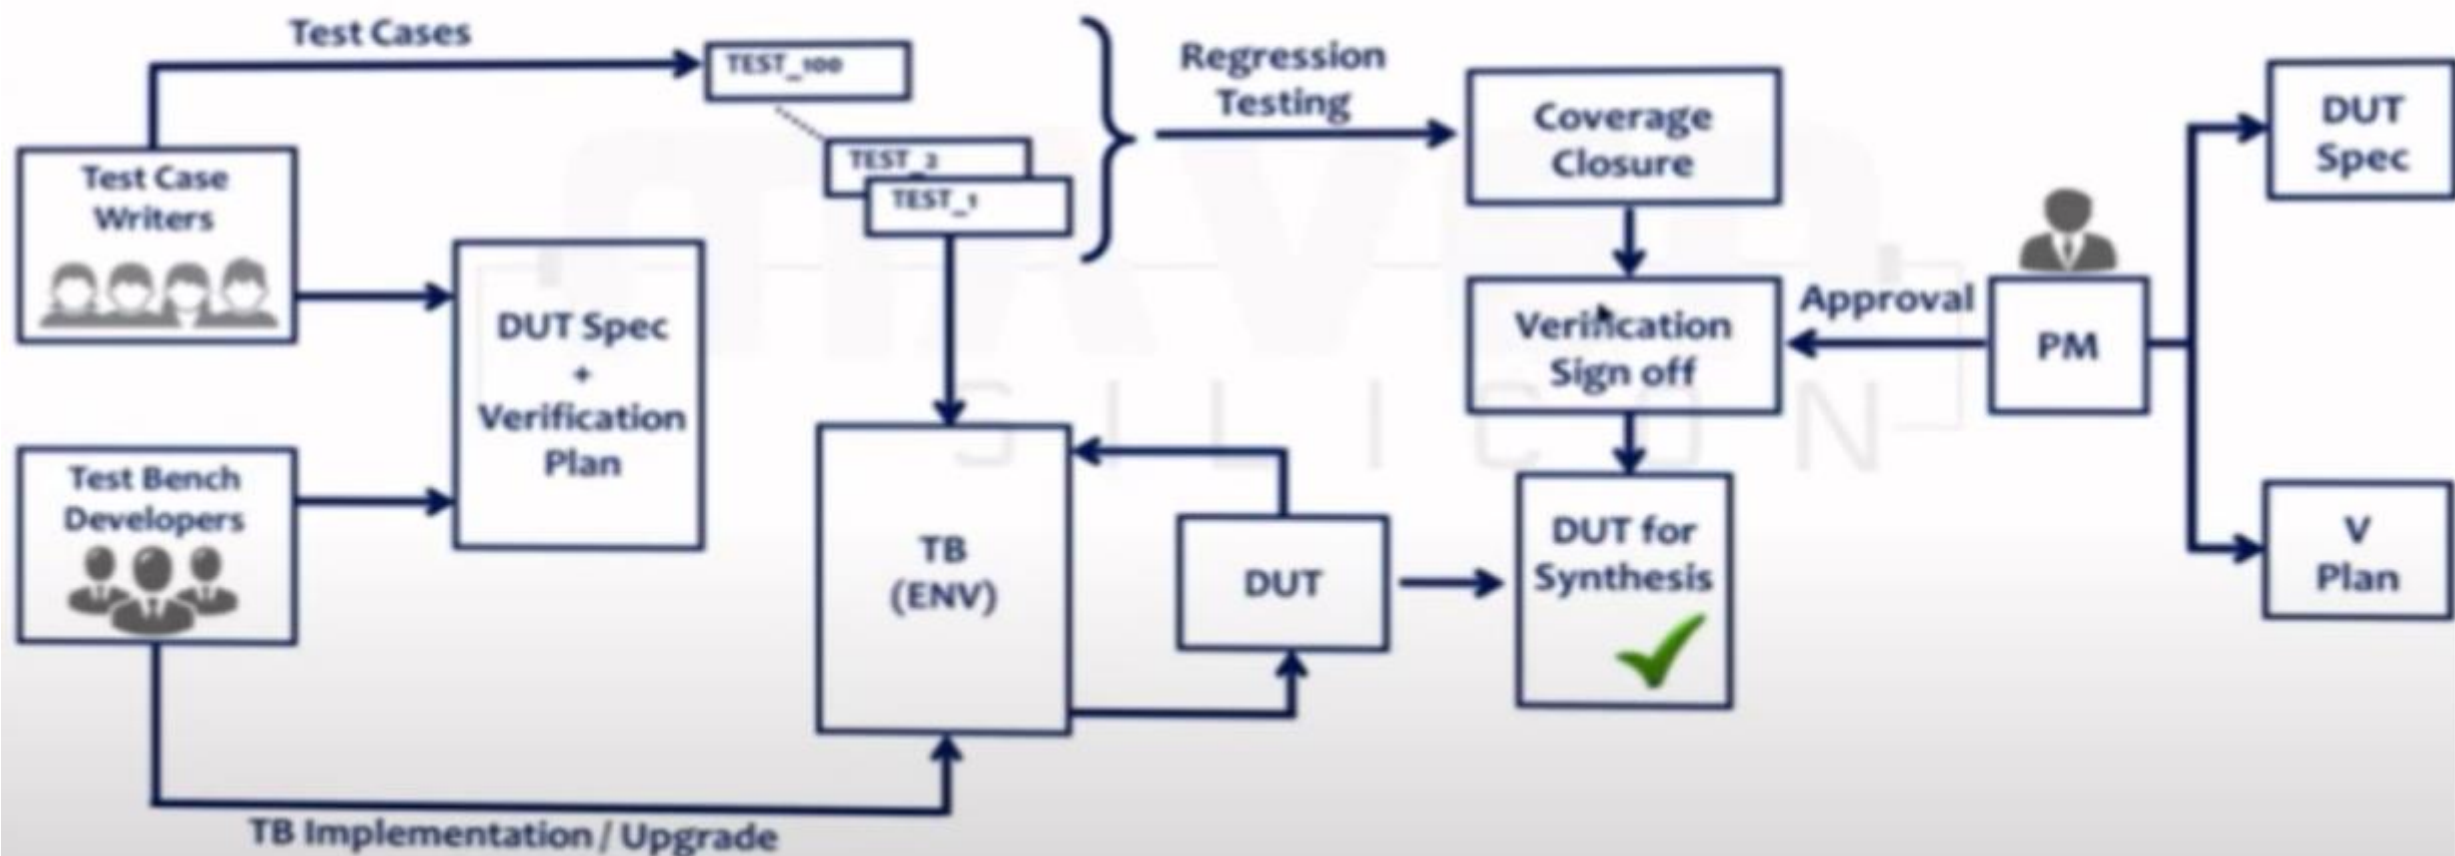 Test Cases
TEST_100
TEST_2
TEST_1
Regression
Testing
Coverage
Closure
DUT
Spec
Test Case
Writers
DUT Spec
+
Verification
Plan
Verification
Sign off
Approval
PM
Test Bench
Developers
TB
(ENV)
DUT
DUT for
Synthesis
V
Plan
TB Implementation / Upgrade
SILICON